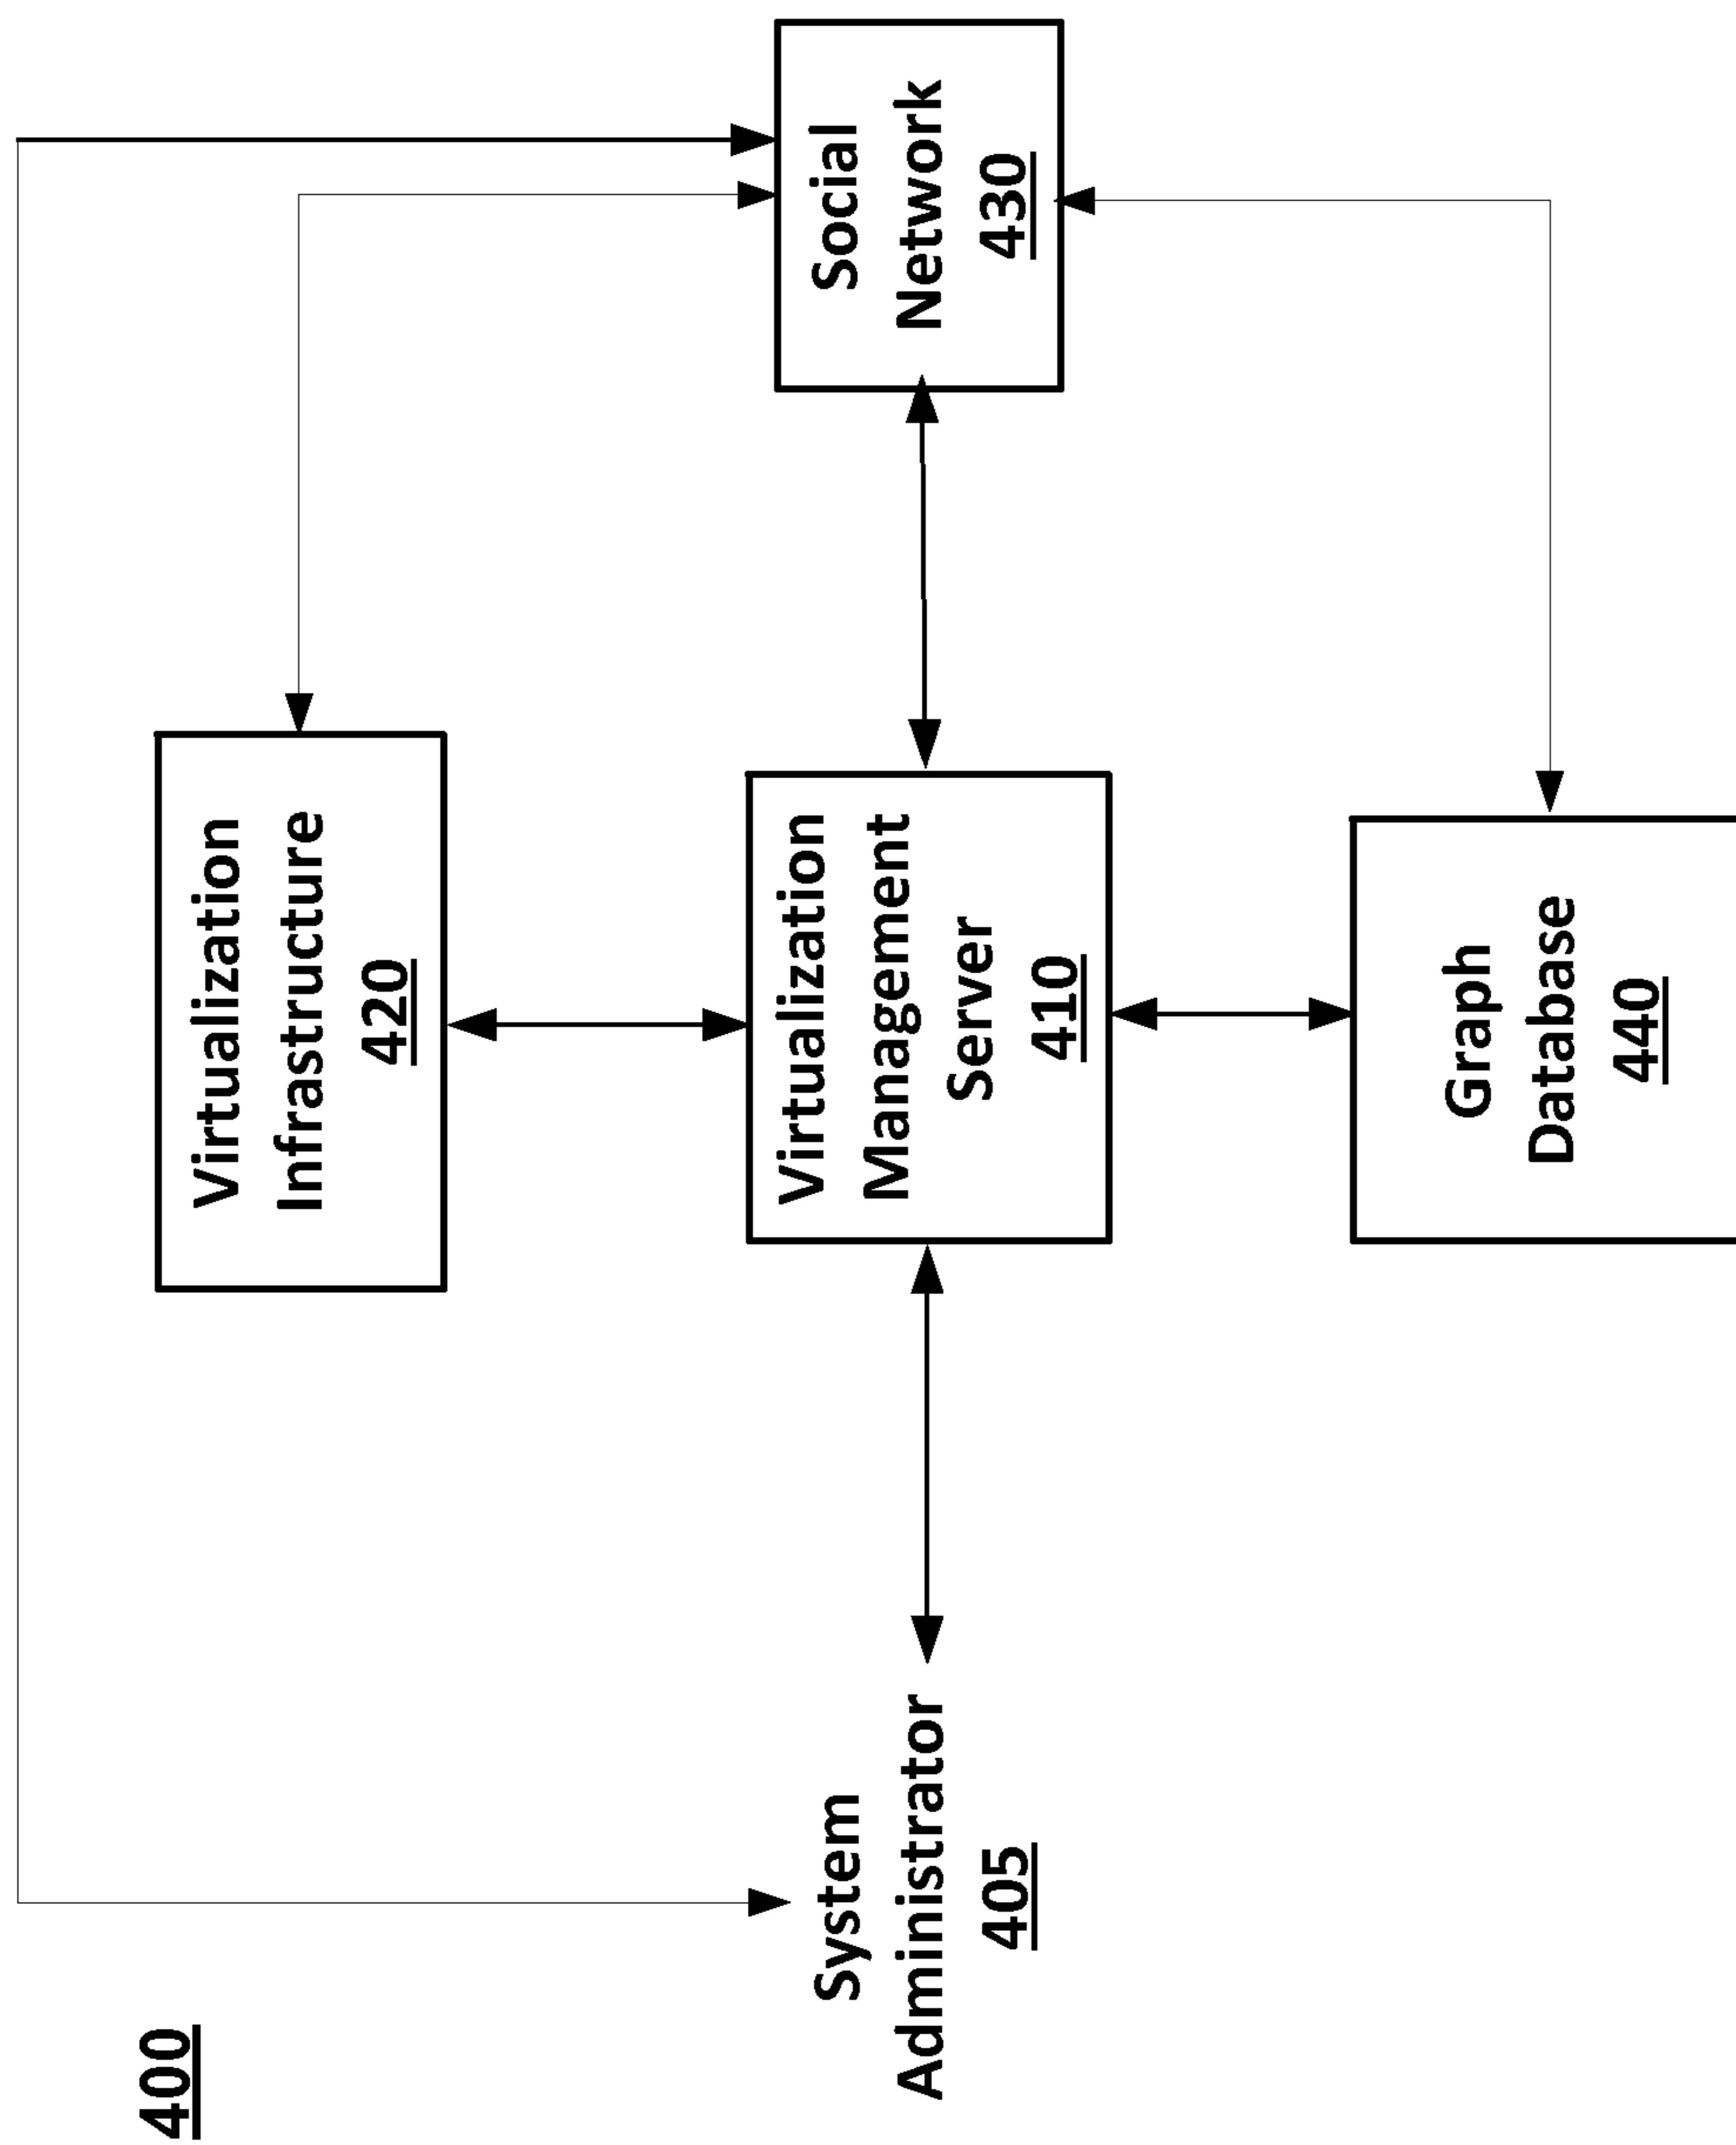 400
Virtualization
Infrastructure
420
System
Administrator
405
Virtualization
Management
Server
410
Social
Network
430
Graph
Database
440